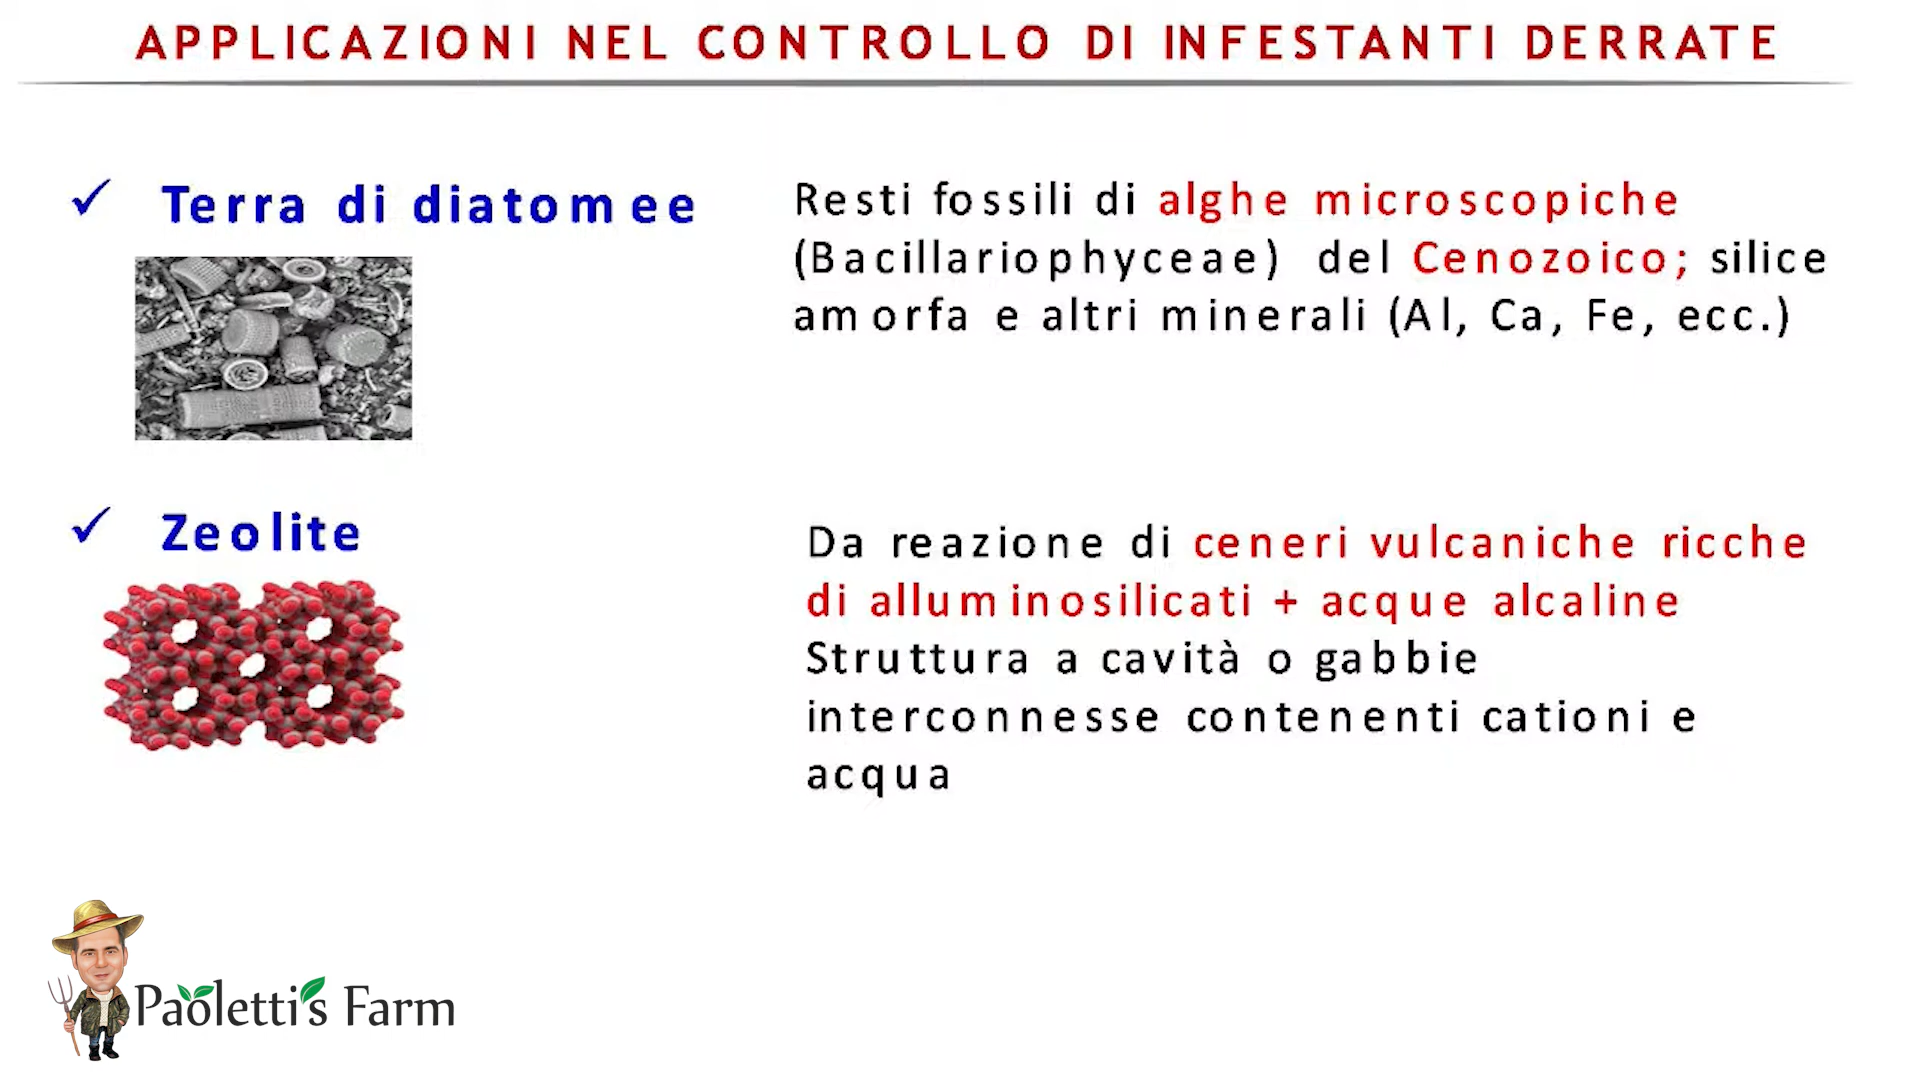 APPLICAZIONI NEL CONTROLLO DI INFESTANTI DERRATE
✓ Terra di diatomee
Resti fossili di alghe microscopiche
(Bacillariophyceae) del Cenozoico; silice
amorfa e altri minerali (Al, Ca, Fe, ecc.)
✓ Zeolite
Da reazione di ceneri vulcaniche ricche
di alluminosilicati + acque alcaline
Struttura a cavità o gabbie
interconnesse contenenti cationi e
acqua
Paoletti's Farm